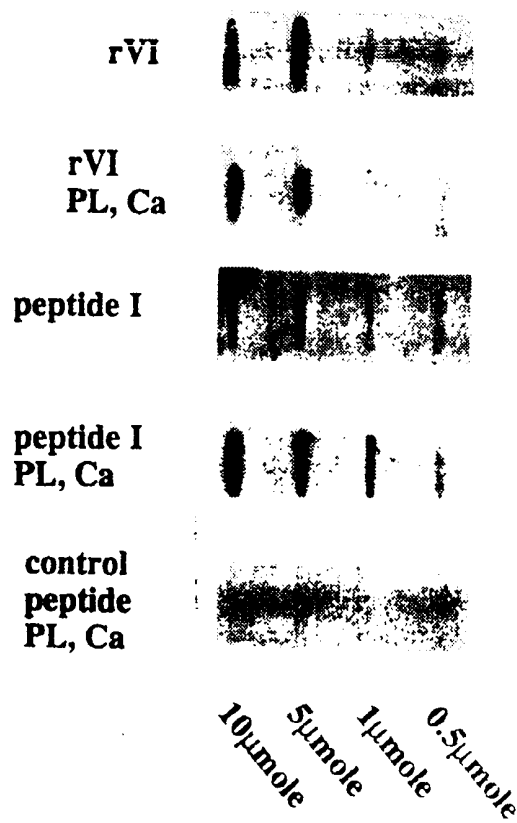 rVI
rVI
PL, Ca
peptide I
peptide I
PL, Ca
control
peptide
PL, Ca
10μmole
5μmole
1μmole
0.5μmole